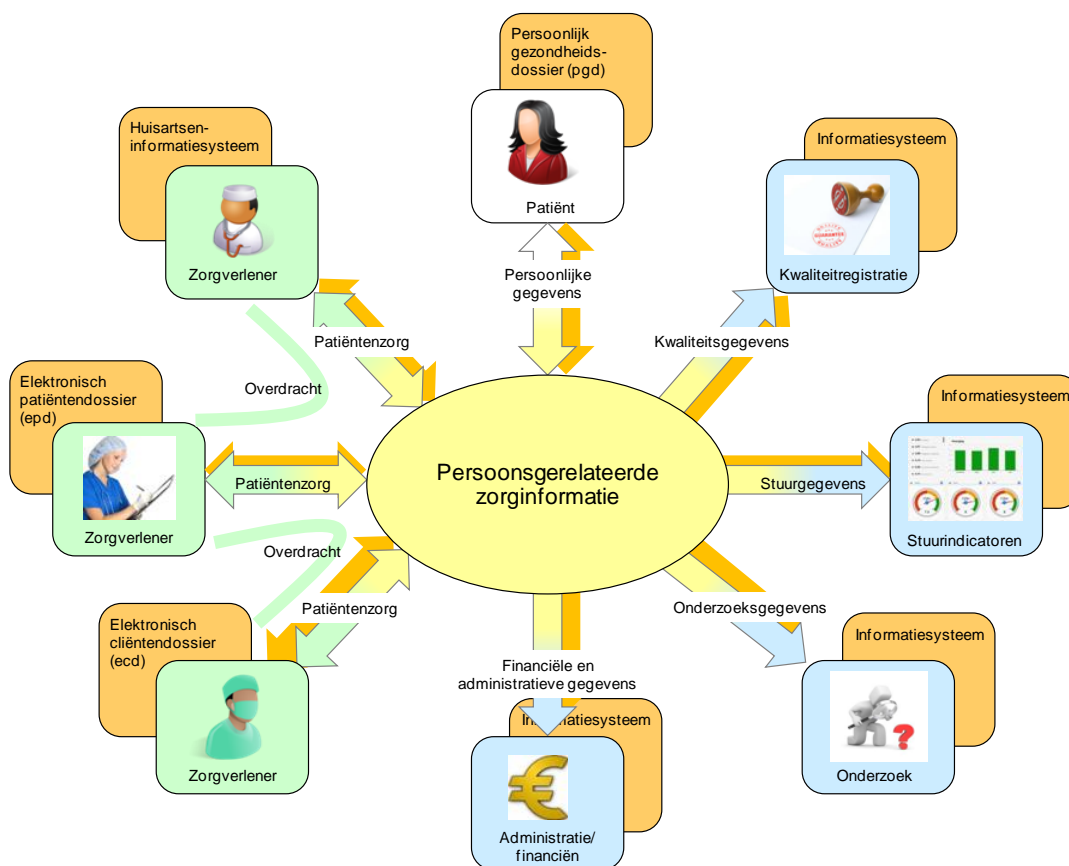 Persoonlijk
gezondheids-
dossier (pgd)
Patiënt
Huisartsen-
informatiesysteem
Zorgverlener
Informatiesysteem
GUARANTEE
Kwaliteitregistratie
Persoonlijke
gegevens
Patiëntenzorg
Kwaliteitsgegevens
Elektronisch
patiëntendossier
(epd)
Zorgverlener
Overdracht
Informatiesysteem
Stuurindicatoren
Patiëntenzorg
Persoonsgerelateerde
zorginformatie
Stuurgegevens
Overdracht
Patiëntenzorg
Onderzoeksgegevens
Elektronisch
cliëntendossier
(ecd)
Zorgverlener
Financiële en
administratieve gegevens
Informatiesysteem
Administratie/
financiën
Informatiesysteem
?
Onderzoek